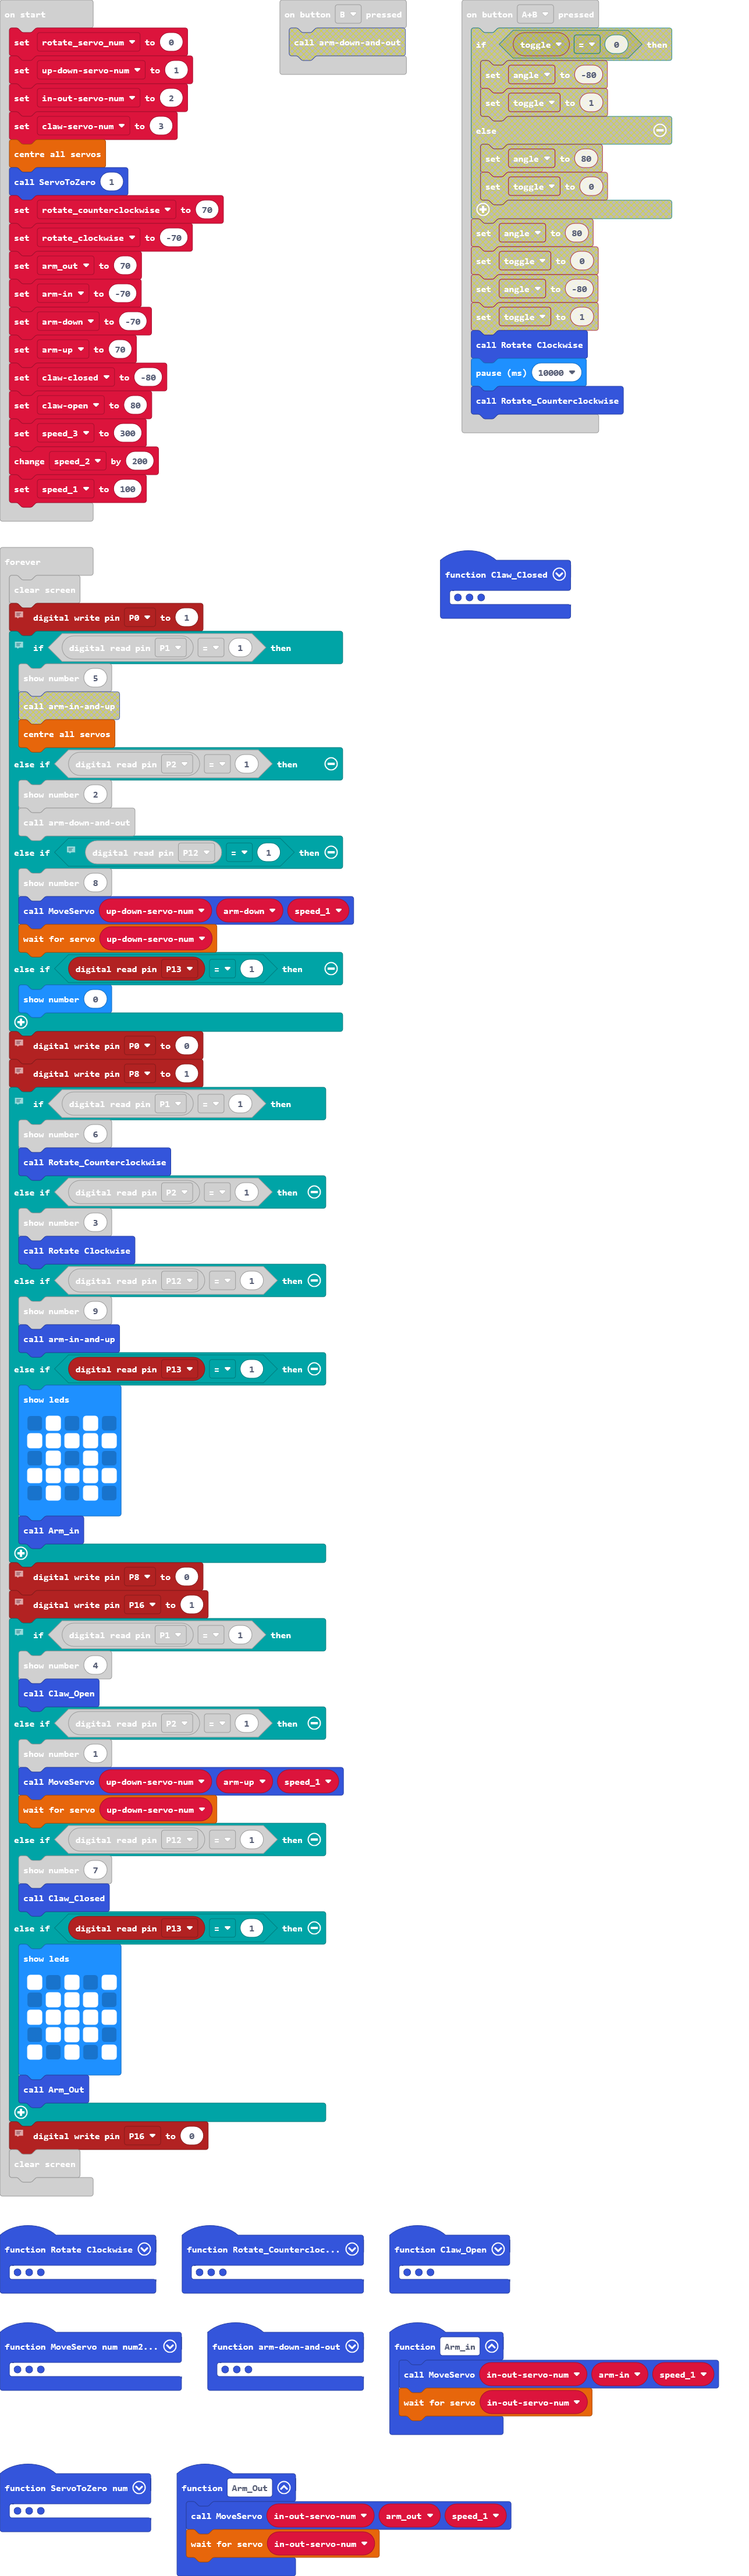 on start
set rotate_servo_num to 0
set up-down-servo-num to 1
set in-out-servo-num to 2
set claw-servo-num to 3
centre all servos
call ServoToZero 1
set rotate_counterclockwise to 70
set rotate_clockwise to -70
set arm_out to 70
set arm-in to -70
set arm-down to -70
set arm-up to 70
set claw-closed to -80
set claw-open to 80
set speed_3 to 300
change speed_2 by 200
set speed_1 to 100
on button B pressed
call arm-down-and-out
on button A+B pressed
if toggle = 0 then
set angle to -80
set toggle to 1
else
set angle to 80
set toggle to 0
set angle to 80
set toggle to 0
set angle to -80
set toggle to 1
call Rotate Clockwise
pause (ms) 10000
call Rotate_Counterclockwise
forever
clear screen
digital write pin P0 to 1
if digital read pin P1 = 1 then
show number 5
call arm-in-and-up
centre all servos
else if digital read pin P2 = 1 then
show number 2
call arm-down-and-out
else if digital read pin P12 = 1 then
show number 8
call MoveServo up-down-servo-num arm-down speed_1
wait for servo up-down-servo-num
else if digital read pin P13 = 1 then
show number 0
digital write pin P0 to 0
digital write pin P8 to 1
if digital read pin P1 = 1 then
show number 6
call Rotate_Counterclockwise
else if digital read pin P2 = 1 then
show number 3
call Rotate Clockwise
else if digital read pin P12 = 1 then
show number 9
call arm-in-and-up
else if digital read pin P13 = 1 then
show leds
call Arm_in
digital write pin P8 to 0
digital write pin P16 to 1
if digital read pin P1 = 1 then
show number 4
call Claw_Open
else if digital read pin P2 = 1 then
show number 1
call MoveServo up-down-servo-num arm-up speed_1
wait for servo up-down-servo-num
else if digital read pin P12 = 1 then
show number 7
call Claw_Closed
else if digital read pin P13 = 1 then
show leds
call Arm_Out
digital write pin P16 to 0
clear screen
function Claw_Closed
function Rotate Clockwise
function Rotate_Countercloc...
function Claw_Open
function MoveServo num num2...
function arm-down-and-out
function Arm_in
call MoveServo in-out-servo-num arm-in speed_1
wait for servo in-out-servo-num
function ServoToZero num
function Arm_Out
call MoveServo in-out-servo-num arm_out speed_1
wait for servo in-out-servo-num